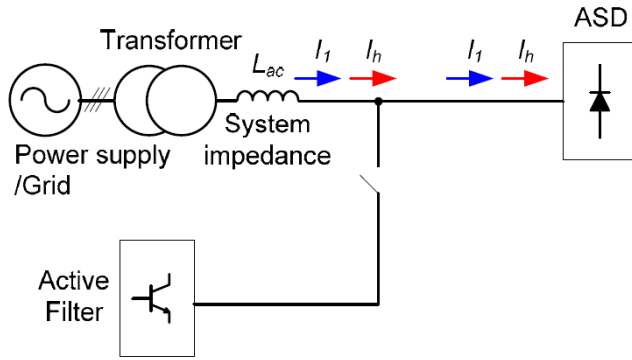 ASD
Transformer
L_ac
I_1
I_h
I_1
I_h
System
impedance
Power supply
/Grid
Active
Filter